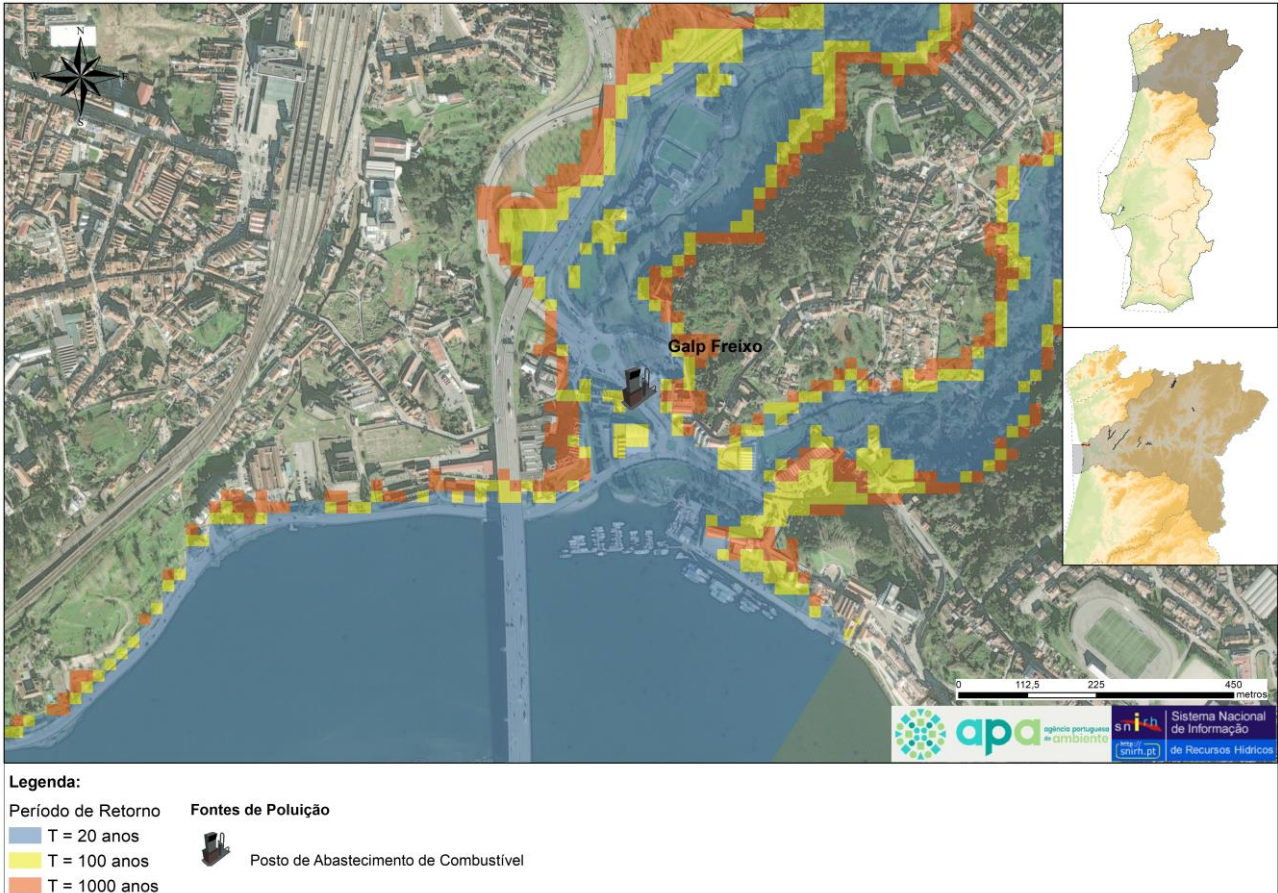 N
W
E
S
Galp Freixo
0 112,5 225 450
metros
apa agência portuguesa
do ambiente
snirh
http://
snirh.pt
Sistema Nacional
de Informação
de Recursos Hídricos
Legenda:
Período de Retorno
T = 20 anos
T = 100 anos
T = 1000 anos
Fontes de Poluição
Posto de Abastecimento de Combustível